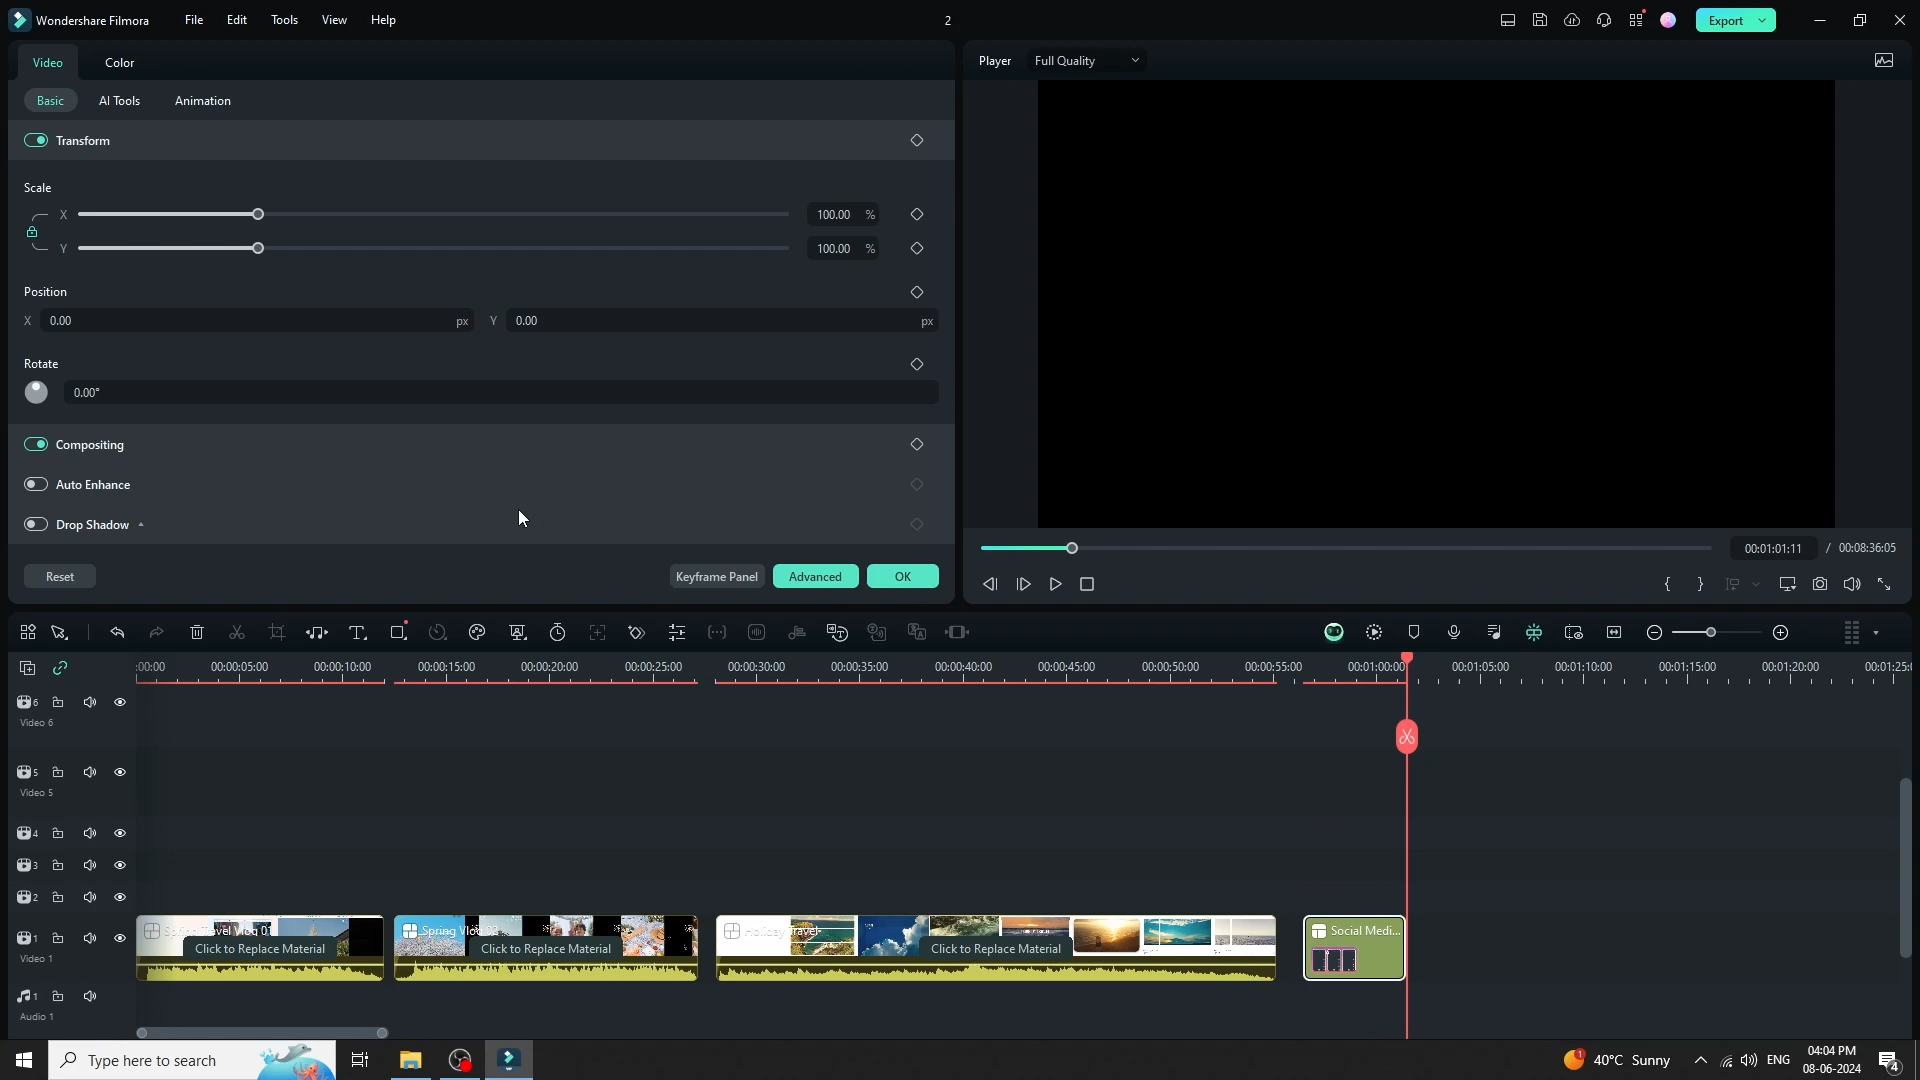 Wondershare Filmora File Edit Tools View Help 2 Export
Video Color
Player Full Quality
Basic AI Tools Animation
Transform
Scale
X 100.00 %
Y 100.00 %
Position
X 0.00 px Y 0.00 px
Rotate
0.00°
Compositing
Auto Enhance
Drop Shadow
00:01:01:11 / 00:08:36:05
Reset Keyframe Panel Advanced OK
:00:00 00:00:05:00 00:00:10:00 00:00:15:00 00:00:20:00 00:00:25:00 00:00:30:00 00:00:35:00 00:00:40:00 00:00:45:00 00:00:50:00 00:00:55:00 00:01:00:00 00:01:05:00 00:01:10:00 00:01:15:00 00:01:20:00 00:01:25:
6
Video 6
5
Video 5
4
3
2
1
Video 1
Spring Travel Vlog 01 Spring Vlog 02 Holiday Travel- Social Medi...
Click to Replace Material Click to Replace Material Click to Replace Material
1
Audio 1
Type here to search
1 40°C Sunny ENG 04:04 PM
08-06-2024
4